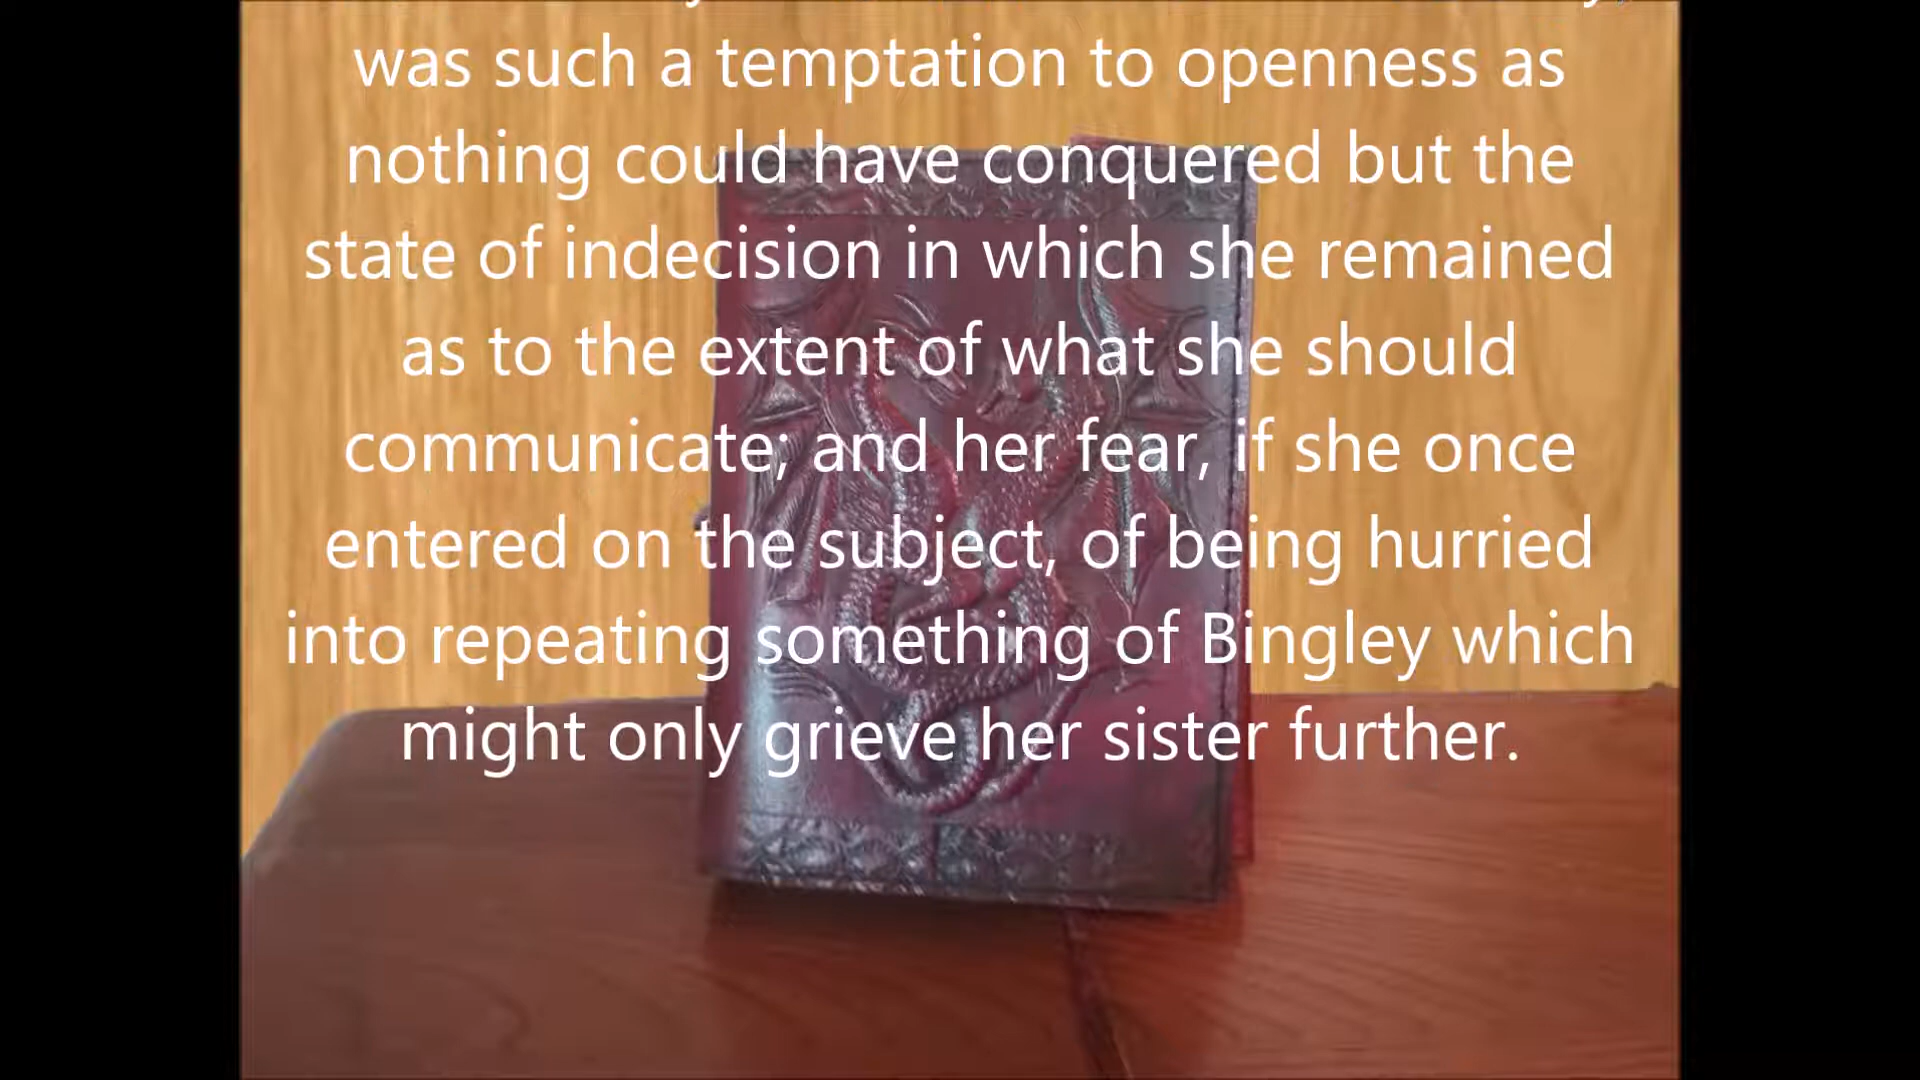 was such a temptation to openness as
nothing could have conquered but the
state of indecision in which she remained
as to the extent of what she should
communicate; and her fear, if she once
entered on the subject, of being hurried
into repeating something of Bingley which
might only grieve her sister further.